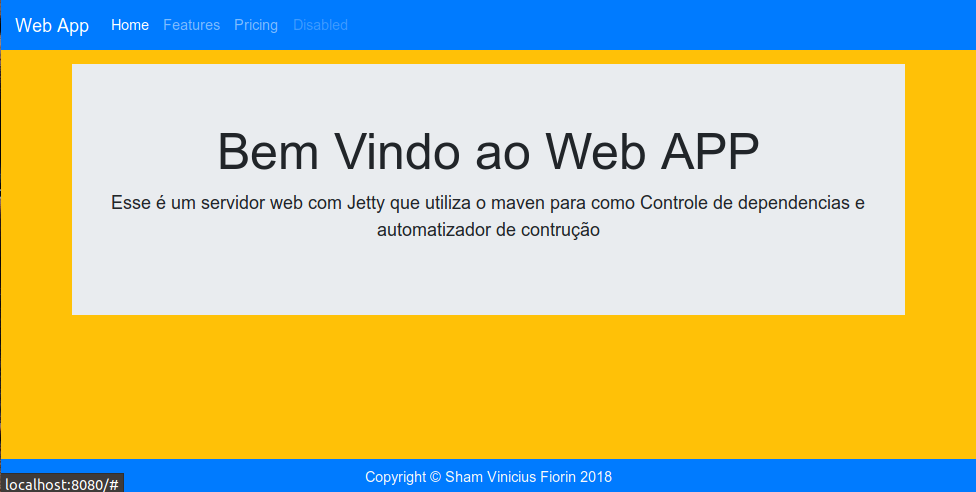 Web App Home Features Pricing Disabled
Bem Vindo ao Web APP
Esse é um servidor web com Jetty que utiliza o maven para como Controle de dependencias e
automatizador de contrução
Copyright © Sham Vinicius Fiorin 2018
localhost:8080/#